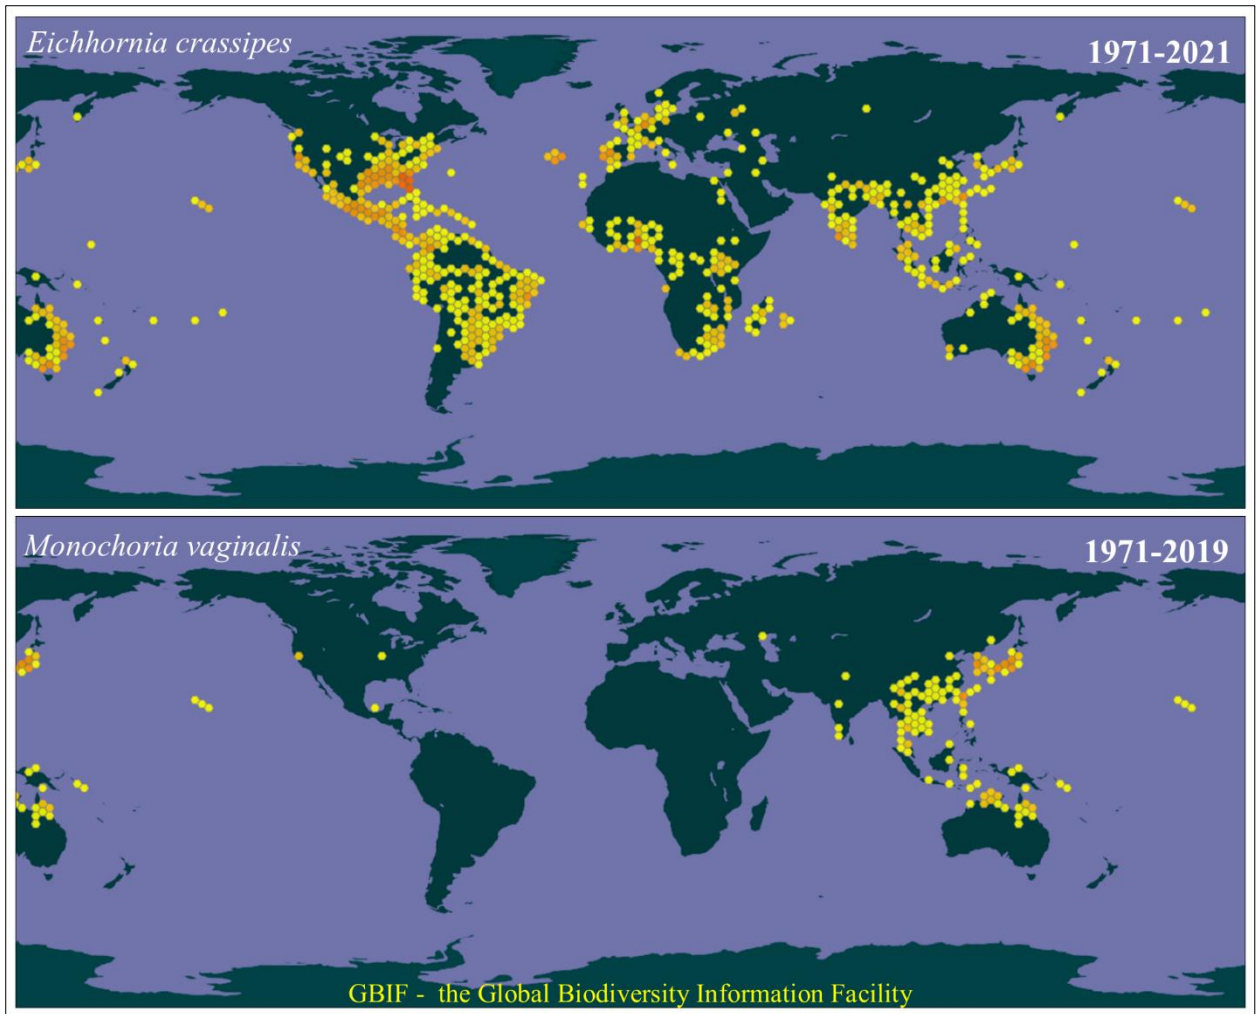 Eichhornia crassipes
1971-2021
Monochoria vaginalis
1971-2019
GBIF - the Global Biodiversity Information Facility